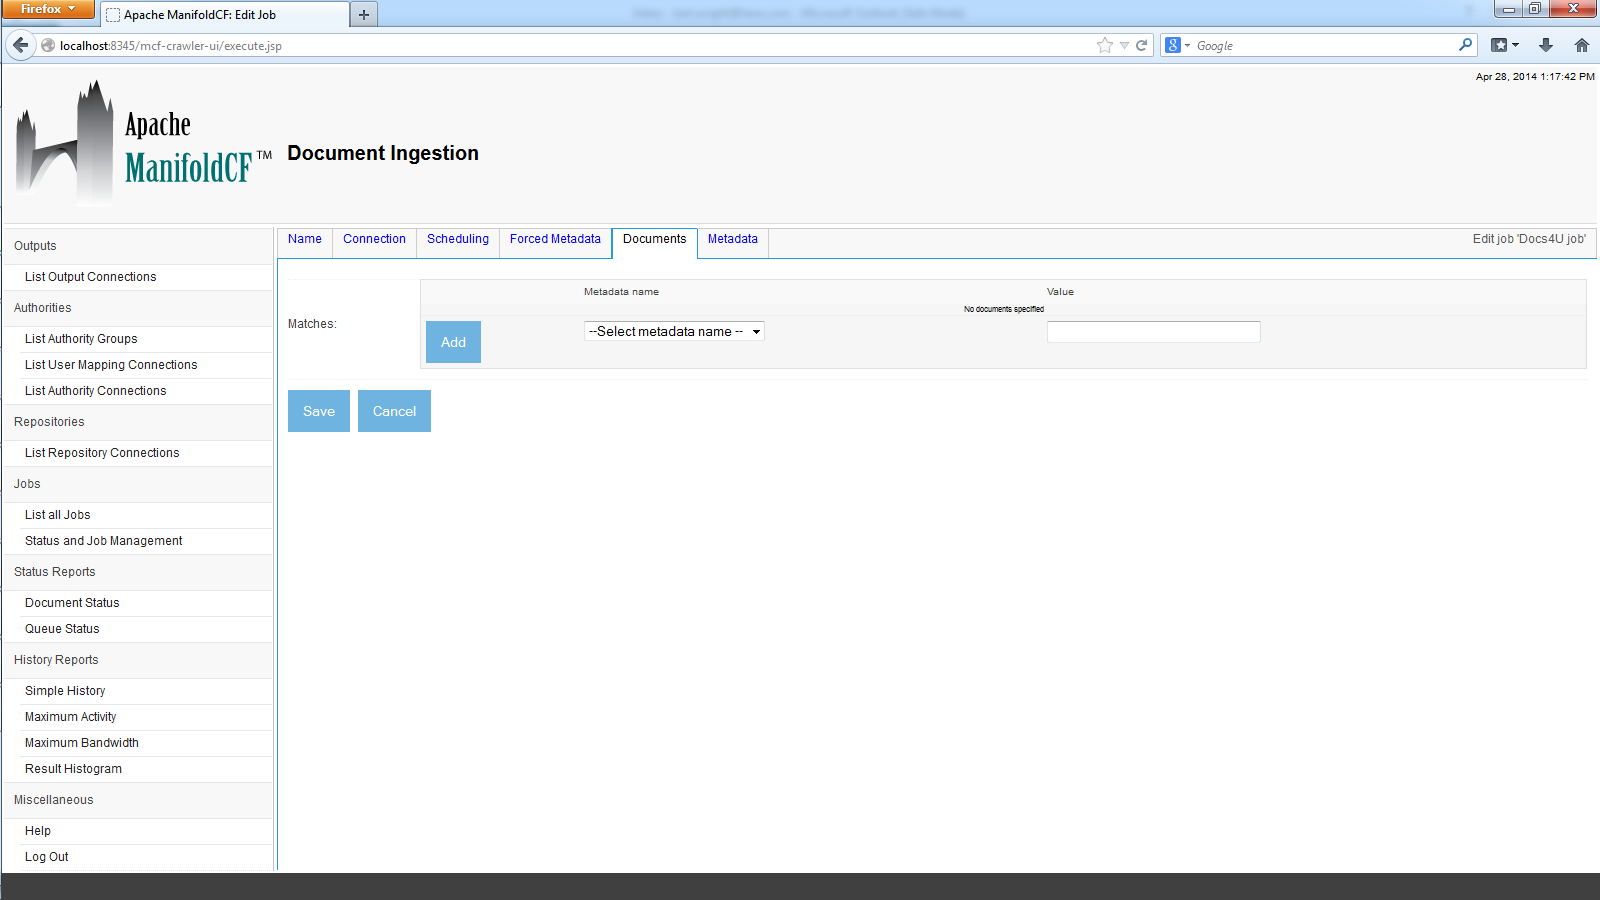 Firefox
Apache ManifoldCF: Edit Job
localhost:8345/mcf-crawler-ui/execute.jsp
Google
Apr 28, 2014 1:17:42 PM
Apache
ManifoldCF™
Document Ingestion
Outputs
List Output Connections
Authorities
List Authority Groups
List User Mapping Connections
List Authority Connections
Repositories
List Repository Connections
Jobs
List all Jobs
Status and Job Management
Status Reports
Document Status
Queue Status
History Reports
Simple History
Maximum Activity
Maximum Bandwidth
Result Histogram
Miscellaneous
Help
Log Out
Name Connection Scheduling Forced Metadata Documents Metadata Edit job 'Docs4U job'
Metadata name Value
No documents specified
Matches:
Add --Select metadata name --
Save Cancel